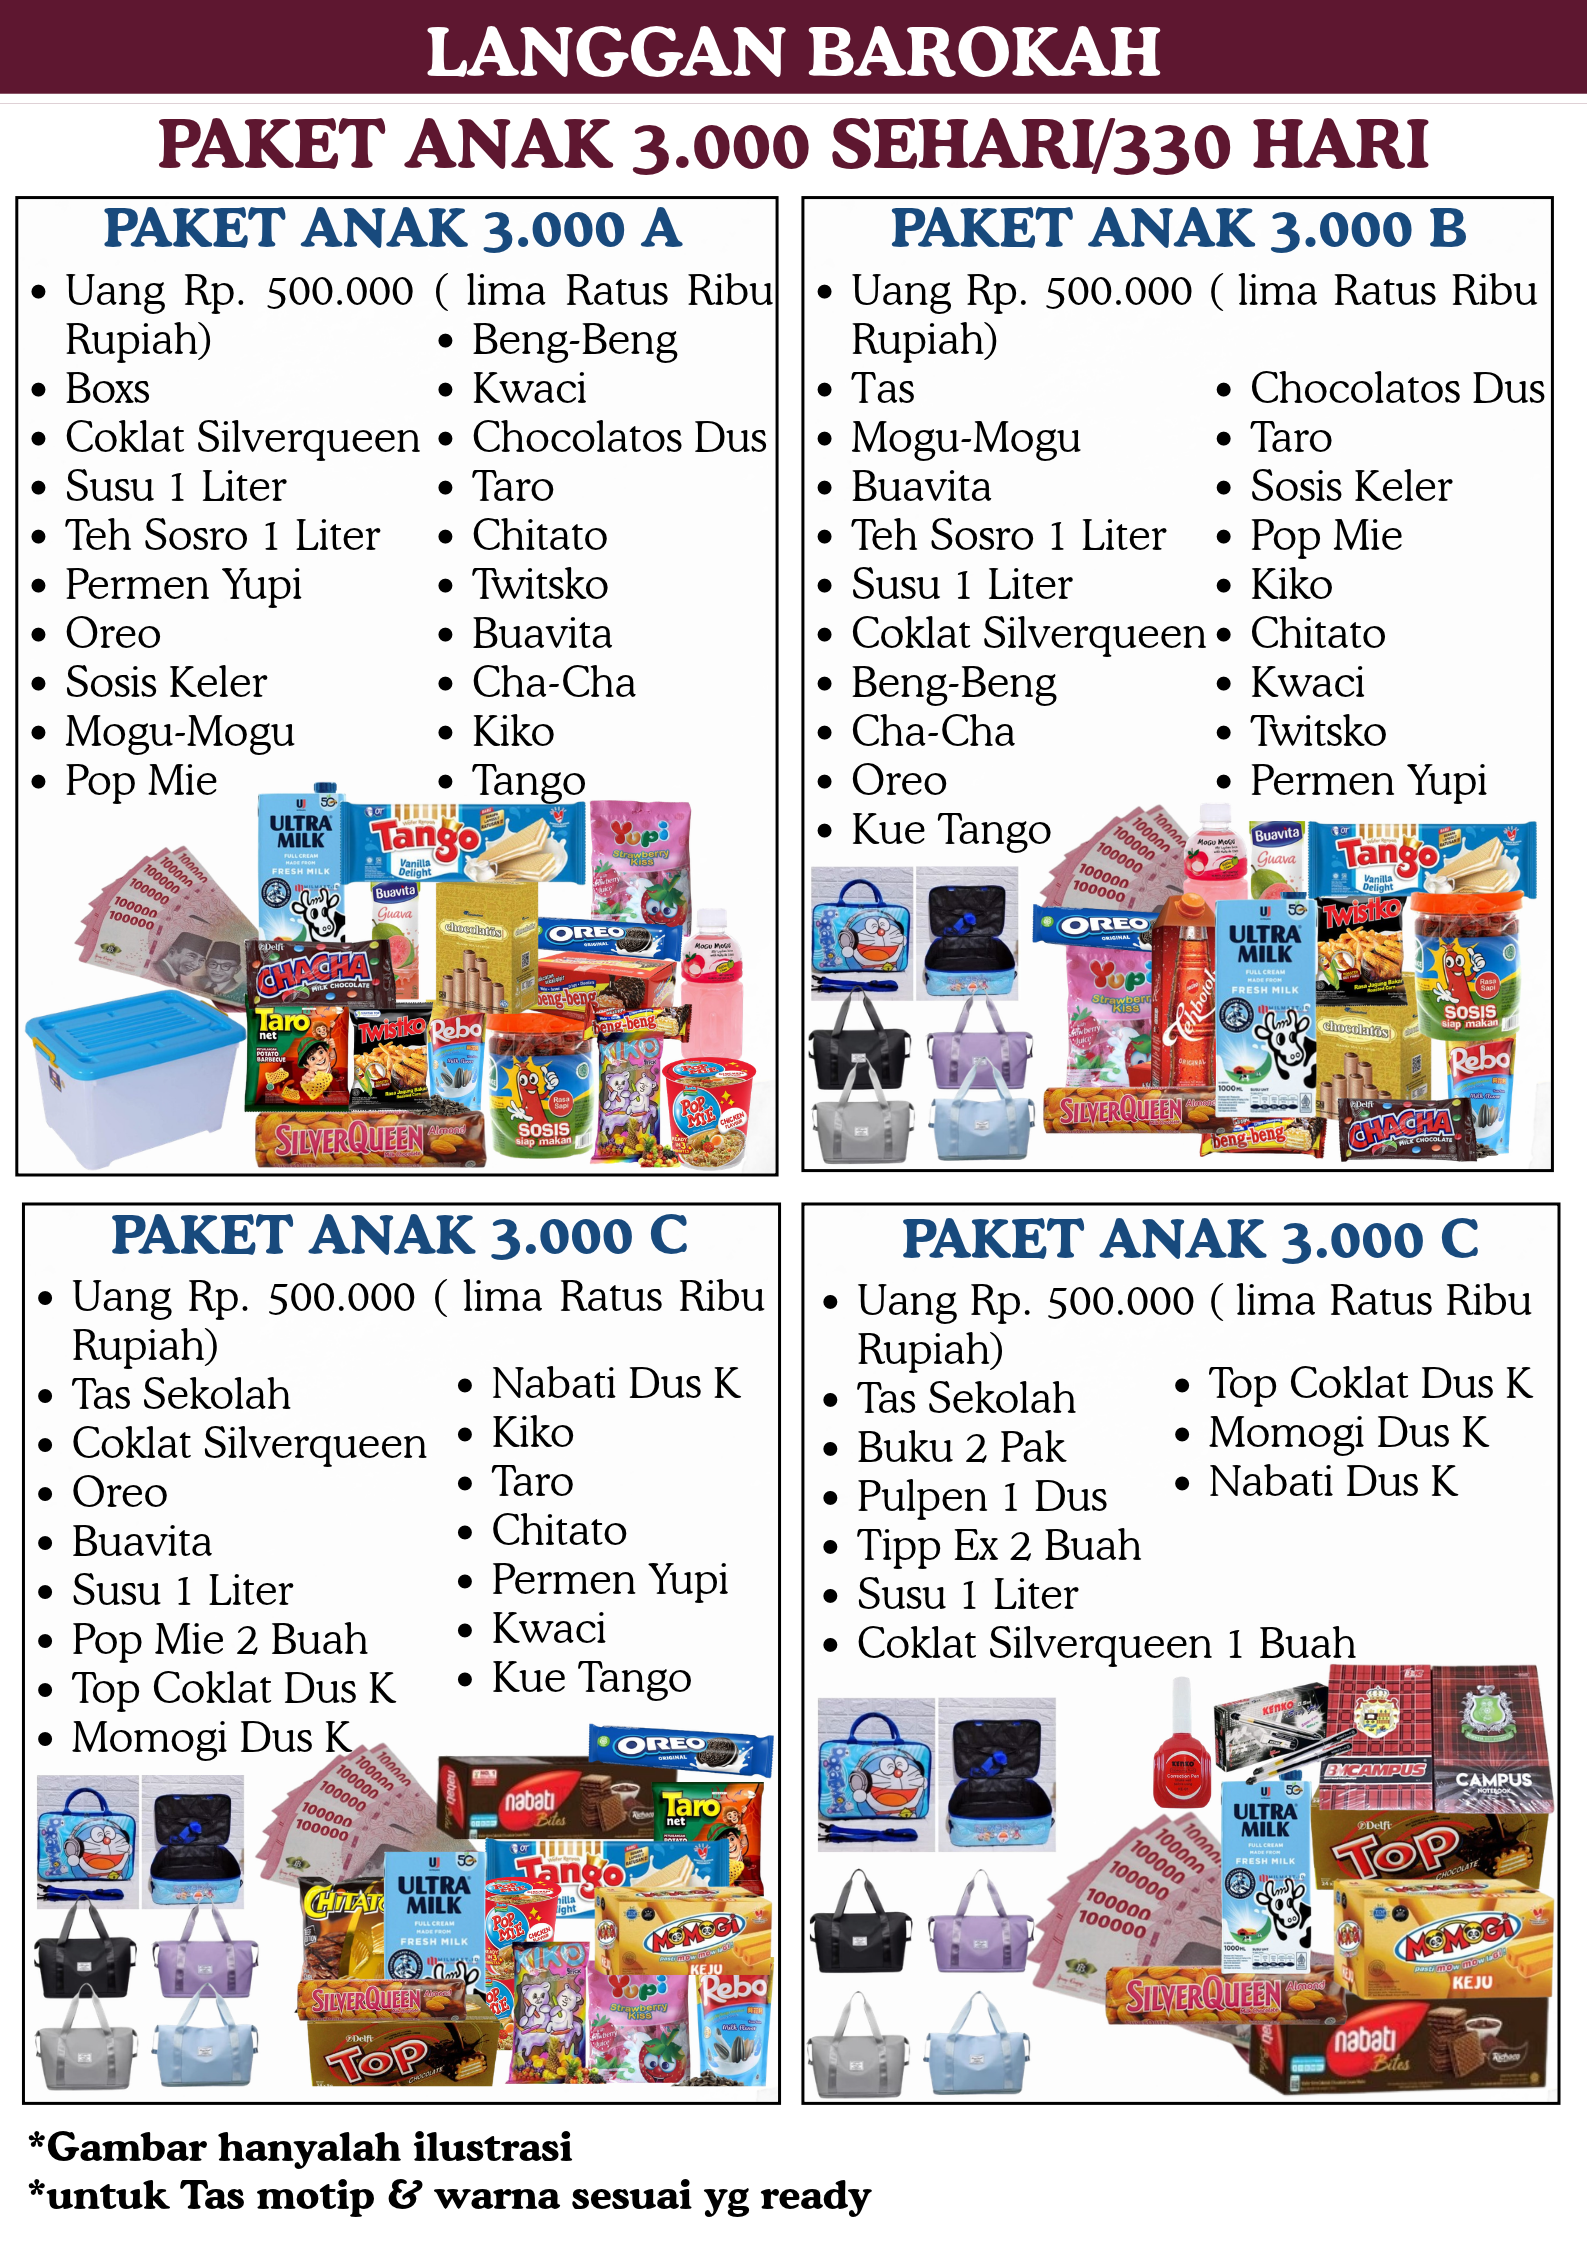 LANGGAN BAROKAH
PAKET ANAK 3.000 SEHARI/330 HARI
PAKET ANAK 3.000 A
Uang Rp. 500.000 ( lima Ratus Ribu
Rupiah)
Boxs
Coklat Silverqueen
Susu 1 Liter
Teh Sosro 1 Liter
Permen Yupi
Oreo
Sosis Keler
Mogu-Mogu
Pop Mie
Beng-Beng
Kwaci
Chocolatos Dus
Taro
Chitato
Twitsko
Buavita
Cha-Cha
Kiko
Tango
PAKET ANAK 3.000 B
Uang Rp. 500.000 ( lima Ratus Ribu
Rupiah)
Tas
Mogu-Mogu
Buavita
Teh Sosro 1 Liter
Susu 1 Liter
Coklat Silverqueen
Beng-Beng
Cha-Cha
Oreo
Kue Tango
Chocolatos Dus
Taro
Sosis Keler
Pop Mie
Kiko
Chitato
Kwaci
Twitsko
Permen Yupi
PAKET ANAK 3.000 C
Uang Rp. 500.000 ( lima Ratus Ribu
Rupiah)
Tas Sekolah
Coklat Silverqueen
Oreo
Buavita
Susu 1 Liter
Pop Mie 2 Buah
Top Coklat Dus K
Momogi Dus K
Nabati Dus K
Kiko
Taro
Chitato
Permen Yupi
Kwaci
Kue Tango
PAKET ANAK 3.000 C
Uang Rp. 500.000 ( lima Ratus Ribu
Rupiah)
Tas Sekolah
Buku 2 Pak
Pulpen 1 Dus
Tipp Ex 2 Buah
Susu 1 Liter
Coklat Silverqueen 1 Buah
Top Coklat Dus K
Momogi Dus K
Nabati Dus K
*Gambar hanyalah ilustrasi
*untuk Tas motip & warna sesuai yg ready